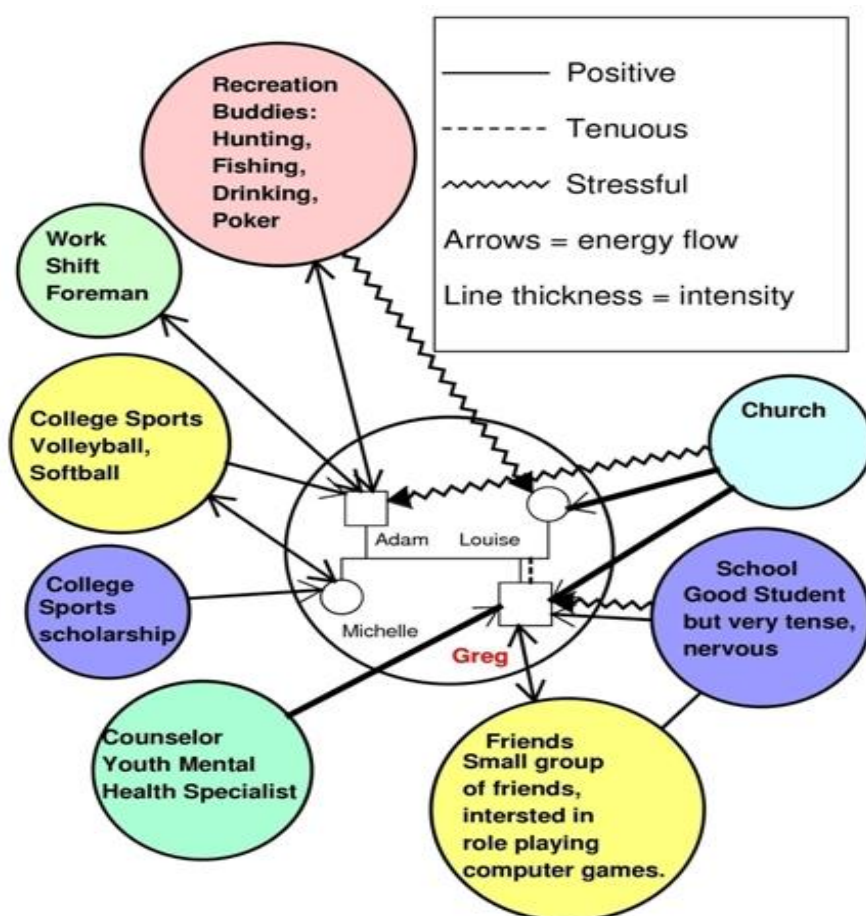 Recreation
Buddies:
Hunting,
Fishing,
Drinking,
Poker
Positive
Tenuous
Stressful
Arrows = energy flow
Line thickness = intensity
Work
Shift
Foreman
College Sports
Volleyball,
Softball
Church
Adam
Louise
College
Sports
scholarship
Michelle
Greg
School
Good Student
but very tense,
nervous
Counselor
Youth Mental
Health Specialist
Friends
Small group
of friends,
intersted in
role playing
computer games.